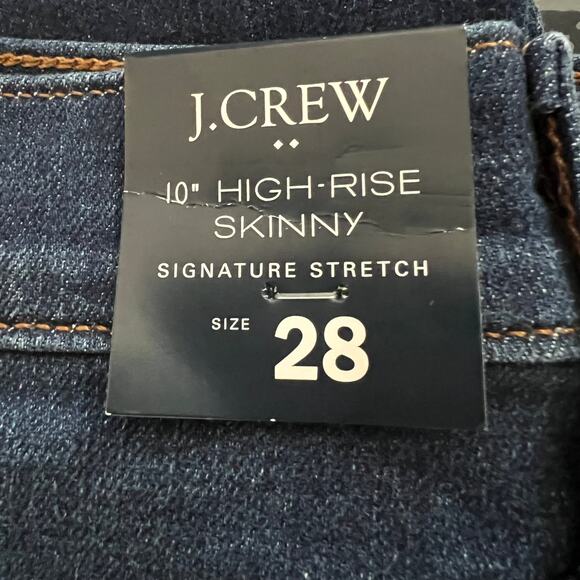 J.CREW
10" HIGH-RISE
SKINNY
SIGNATURE STRETCH
SIZE 28